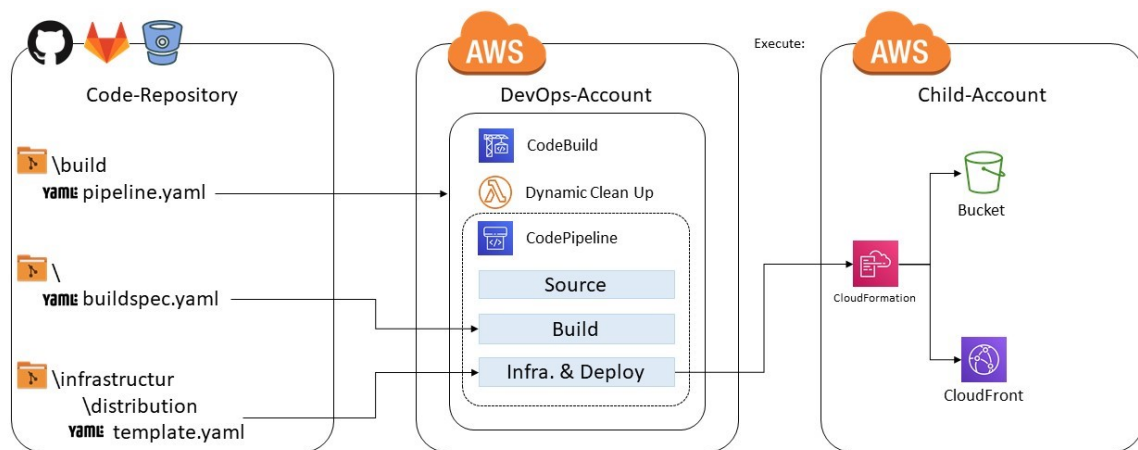 AWS
Execute:
AWS
Code-Repository
DevOps-Account
Child-Account
\build
YAML: pipeline.yaml
CodeBuild
Dynamic Clean Up
Bucket
CodePipeline
\
YAML: buildspec.yaml
Source
Build
CloudFormation
\infrastructur
\distribution
YAML: template.yaml
Infra. & Deploy
CloudFront